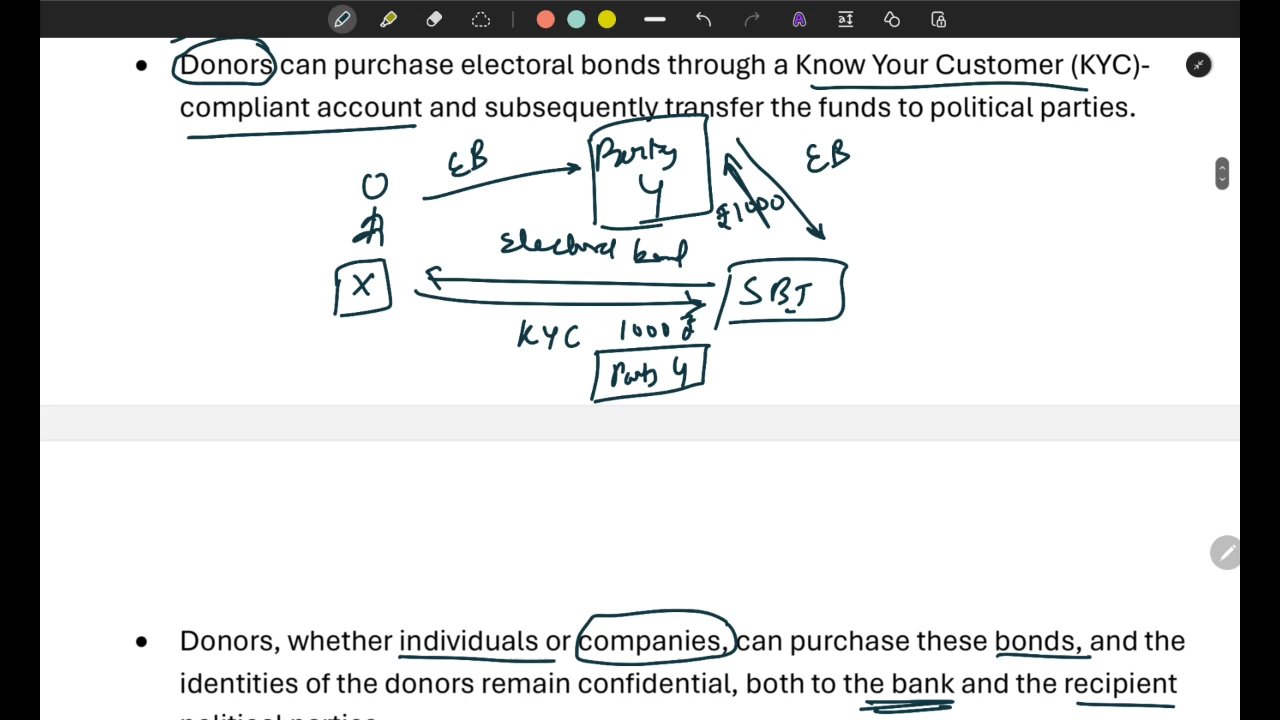 • Donors can purchase electoral bonds through a Know Your Customer (KYC)-
compliant account and subsequently transfer the funds to political parties.
EB
Party
Y
EB
₹1000
Electoral bond
X
SBI
KYC 1000 ₹
Party Y
• Donors, whether individuals or companies, can purchase these bonds, and the
identities of the donors remain confidential, both to the bank and the recipient
political parties.